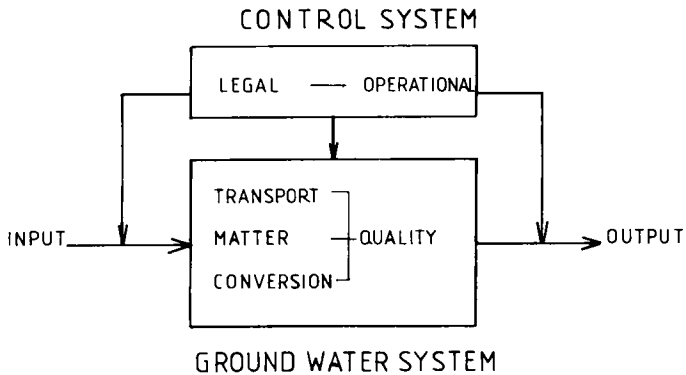 CONTROL SYSTEM
LEGAL — OPERATIONAL
TRANSPORT
INPUT MATTER QUALITY OUTPUT
CONVERSION
GROUND WATER SYSTEM